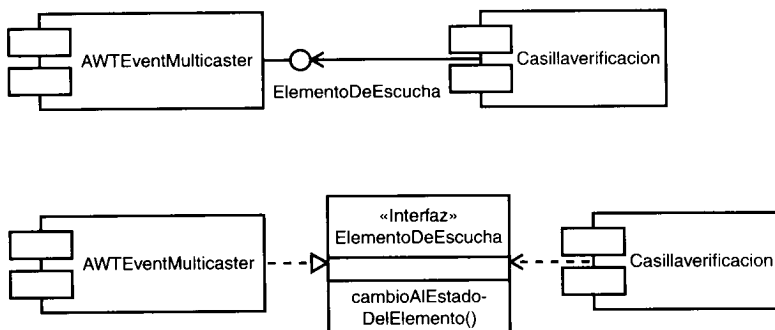 AWTEventMulticaster
Casillaverificacion
ElementoDeEscucha
«Interfaz»
ElementoDeEscucha
AWTEventMulticaster
Casillaverificacion
cambioAlEstado-
DelElemento()